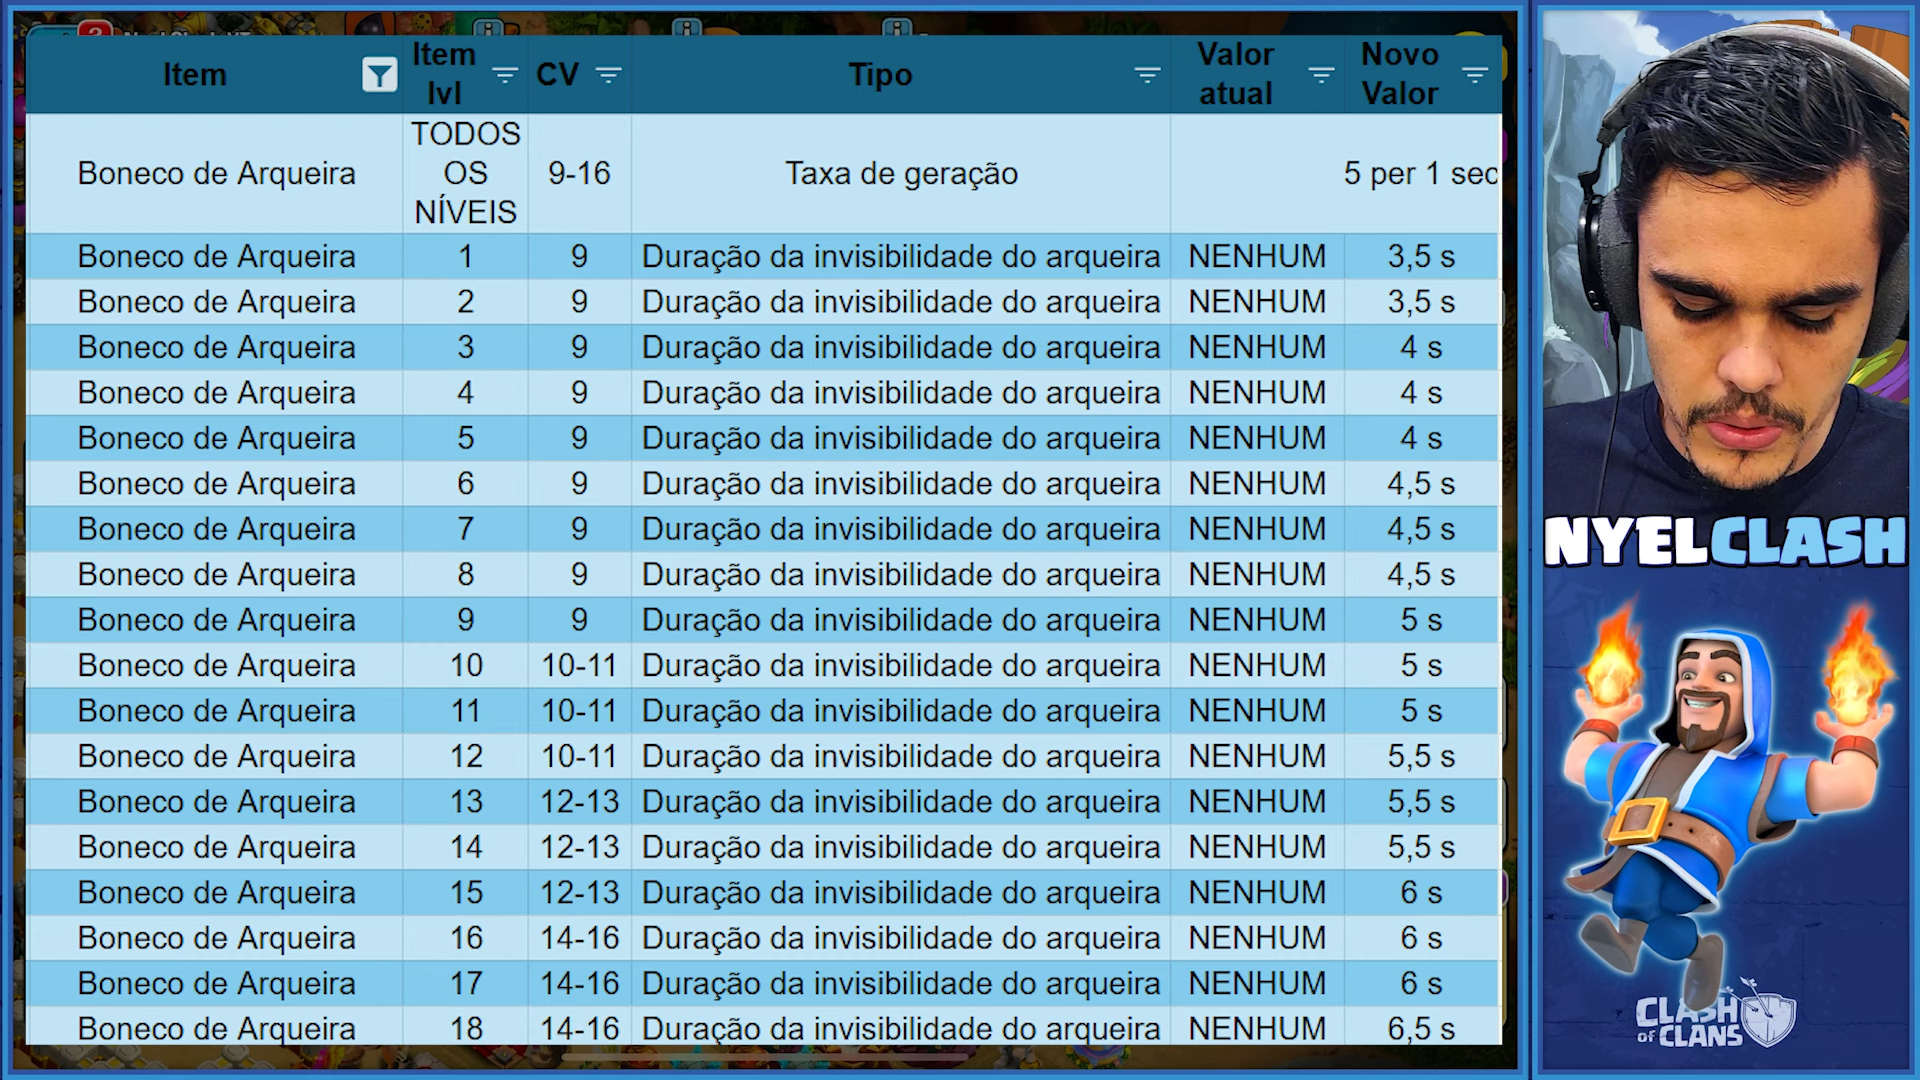 Item Item lvl CV Tipo Valor atual Novo Valor
Boneco de Arqueira TODOS OS NÍVEIS 9-16 Taxa de geração 5 per 1 sec
Boneco de Arqueira 1 9 Duração da invisibilidade do arqueira NENHUM 3,5 s
Boneco de Arqueira 2 9 Duração da invisibilidade do arqueira NENHUM 3,5 s
Boneco de Arqueira 3 9 Duração da invisibilidade do arqueira NENHUM 4 s
Boneco de Arqueira 4 9 Duração da invisibilidade do arqueira NENHUM 4 s
Boneco de Arqueira 5 9 Duração da invisibilidade do arqueira NENHUM 4 s
Boneco de Arqueira 6 9 Duração da invisibilidade do arqueira NENHUM 4,5 s
Boneco de Arqueira 7 9 Duração da invisibilidade do arqueira NENHUM 4,5 s
Boneco de Arqueira 8 9 Duração da invisibilidade do arqueira NENHUM 4,5 s
Boneco de Arqueira 9 9 Duração da invisibilidade do arqueira NENHUM 5 s
Boneco de Arqueira 10 10-11 Duração da invisibilidade do arqueira NENHUM 5 s
Boneco de Arqueira 11 10-11 Duração da invisibilidade do arqueira NENHUM 5 s
Boneco de Arqueira 12 10-11 Duração da invisibilidade do arqueira NENHUM 5,5 s
Boneco de Arqueira 13 12-13 Duração da invisibilidade do arqueira NENHUM 5,5 s
Boneco de Arqueira 14 12-13 Duração da invisibilidade do arqueira NENHUM 5,5 s
Boneco de Arqueira 15 12-13 Duração da invisibilidade do arqueira NENHUM 6 s
Boneco de Arqueira 16 14-16 Duração da invisibilidade do arqueira NENHUM 6 s
Boneco de Arqueira 17 14-16 Duração da invisibilidade do arqueira NENHUM 6 s
Boneco de Arqueira 18 14-16 Duração da invisibilidade do arqueira NENHUM 6,5 s
NYELCLASH
CLASH
OF CLANS